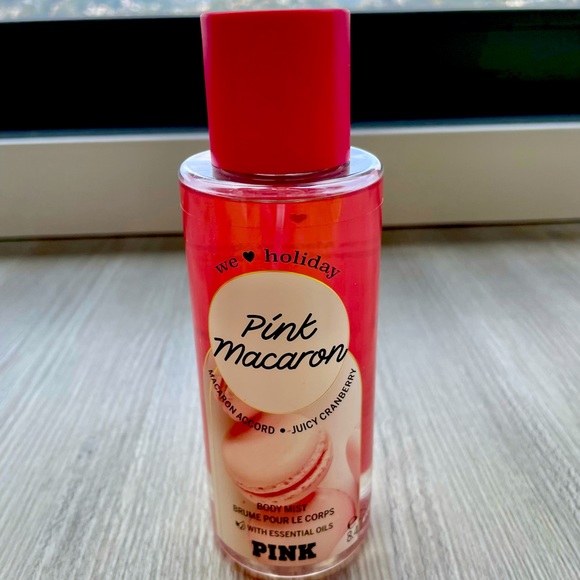 we ♥ holiday
Pink
Macaron
MACARON ACCORD • JUICY CRANBERRY
BODY MIST
BRUME POUR LE CORPS
WITH ESSENTIAL OILS
PINK